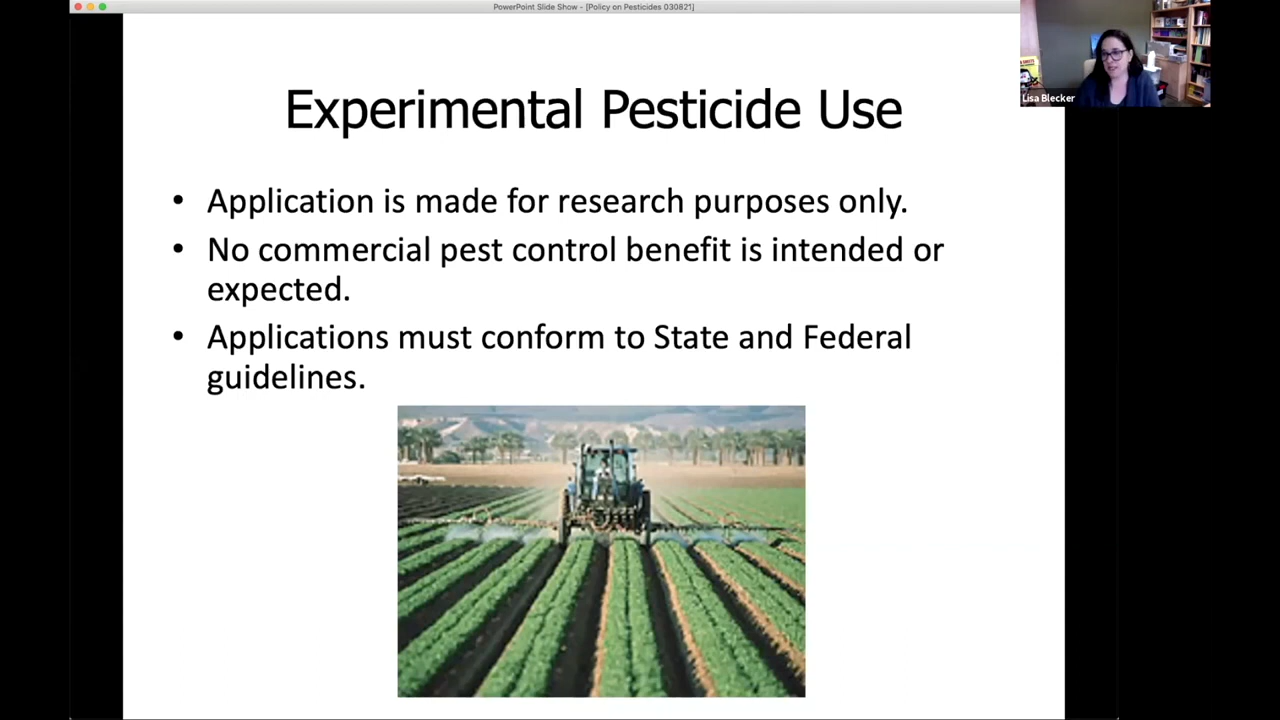 PowerPoint Slide Show - [Policy on Pesticides 030821]
Lisa Blecker
Experimental Pesticide Use
• Application is made for research purposes only.
• No commercial pest control benefit is intended or
expected.
• Applications must conform to State and Federal
guidelines.